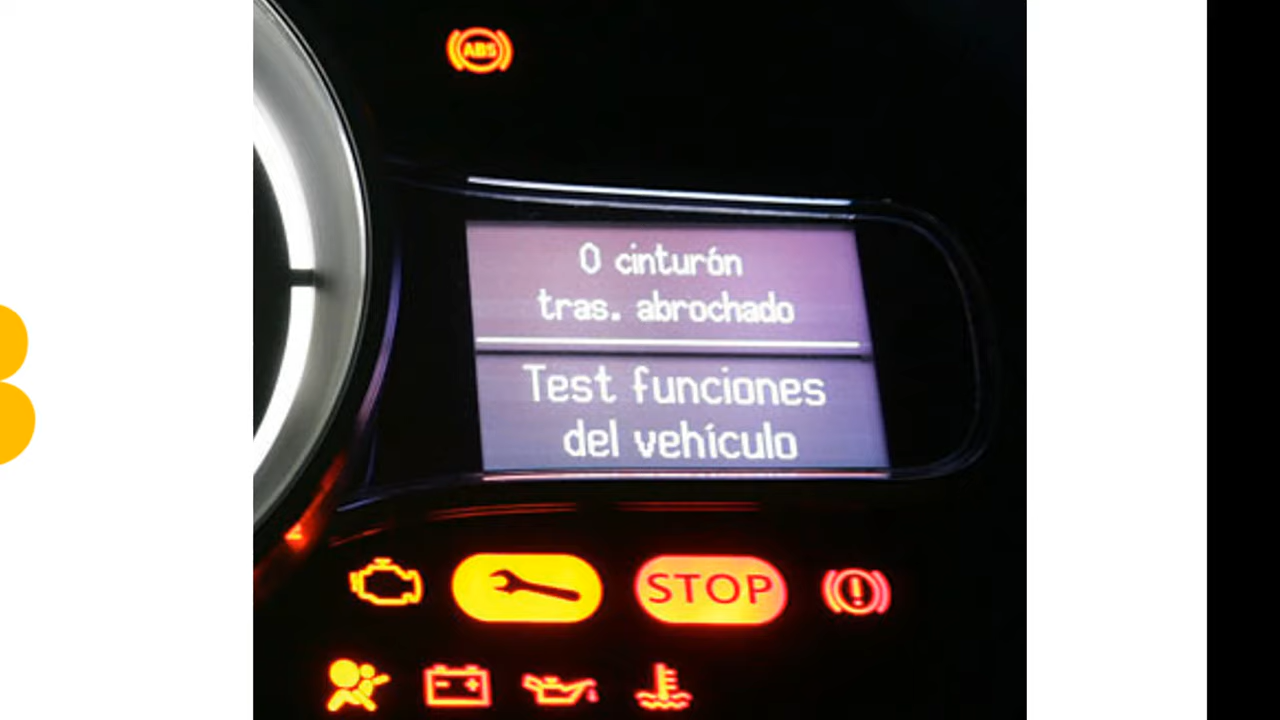 ABS
0 cinturón
tras. abrochado
Test funciones
del vehículo
STOP